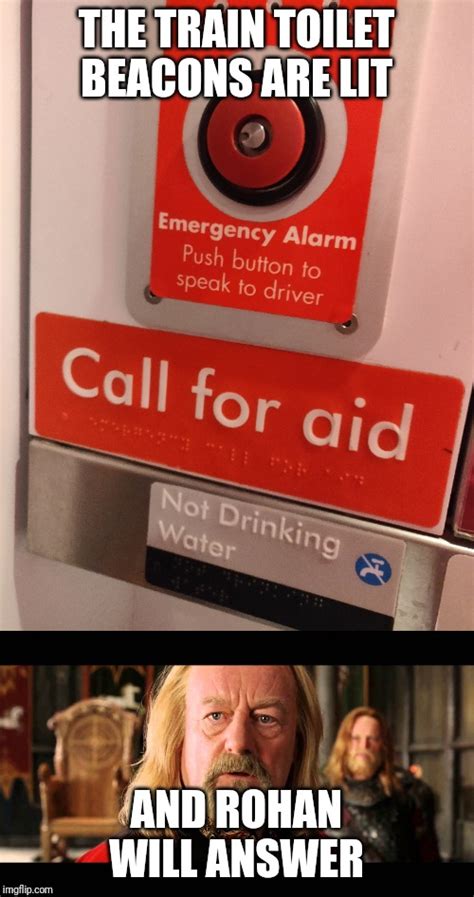 THE TRAIN TOILET
BEACONS ARE LIT
Emergency Alarm
Push button to
speak to driver
Call for aid
Not Drinking
Water
AND ROHAN
WILL ANSWER
imgflip.com